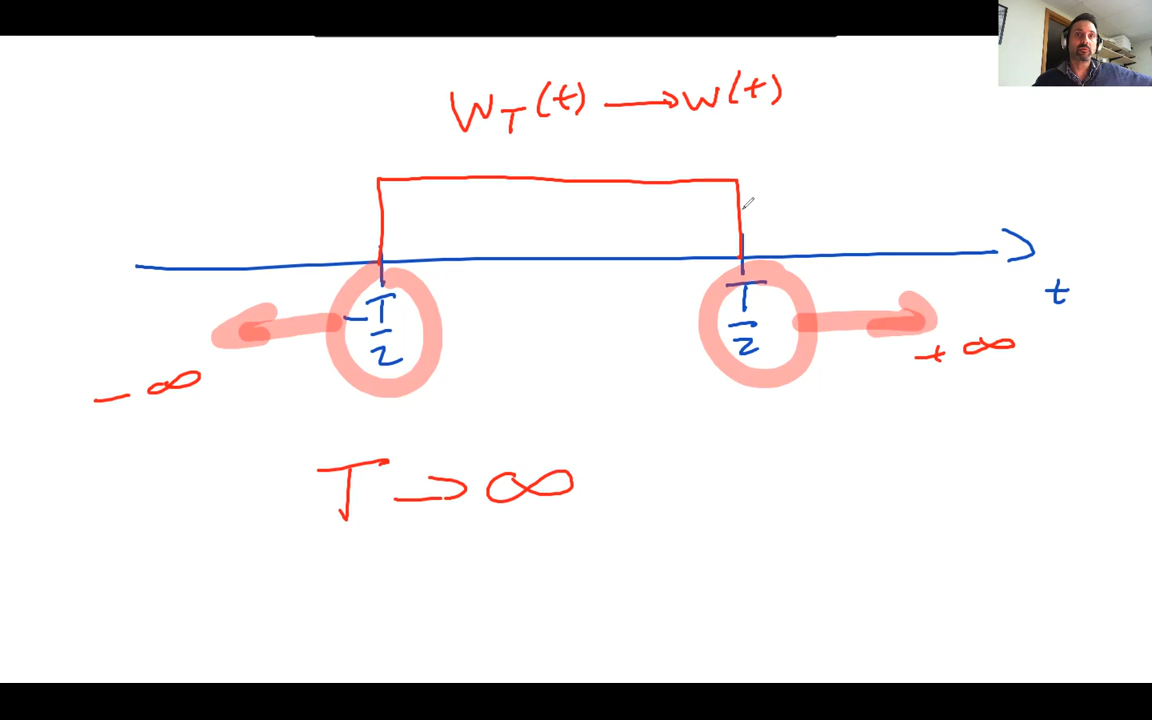 W_T(t) → W(t)
-T/2 T/2 t
-∞ +∞
T → ∞